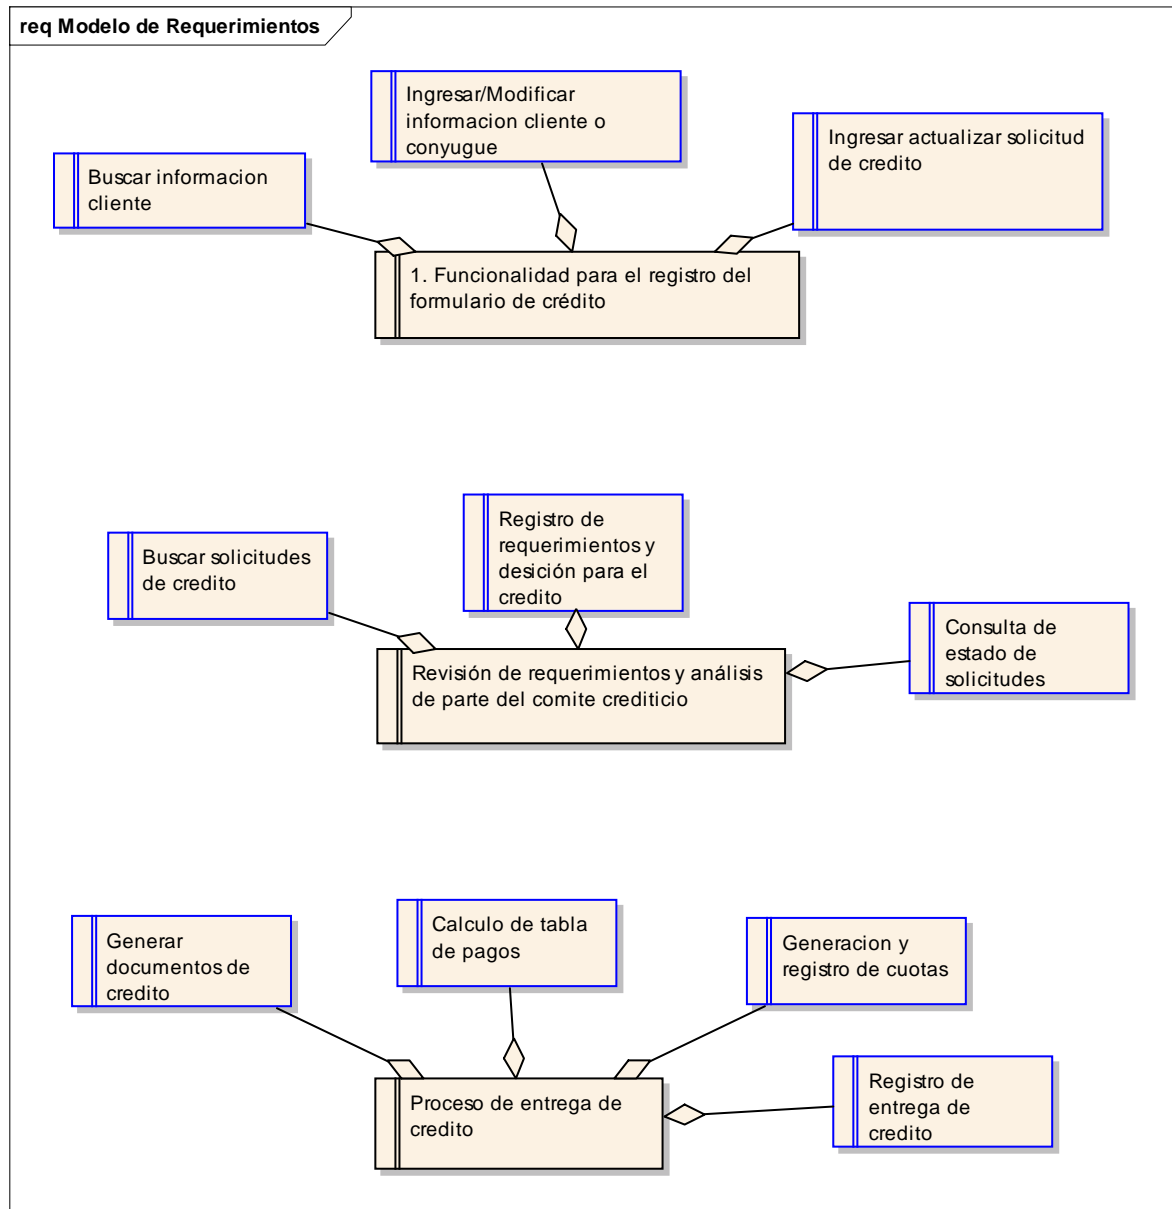 req Modelo de Requerimientos
Ingresar/Modificar
informacion cliente o
conyugue
Ingresar actualizar solicitud
de credito
Buscar informacion
cliente
1. Funcionalidad para el registro del
formulario de crédito
Registro de
requerimientos y
desición para el
credito
Buscar solicitudes
de credito
Consulta de
estado de
solicitudes
Revisión de requerimientos y análisis
de parte del comite crediticio
Calculo de tabla
de pagos
Generar
documentos de
credito
Generacion y
registro de cuotas
Registro de
entrega de
credito
Proceso de entrega de
credito